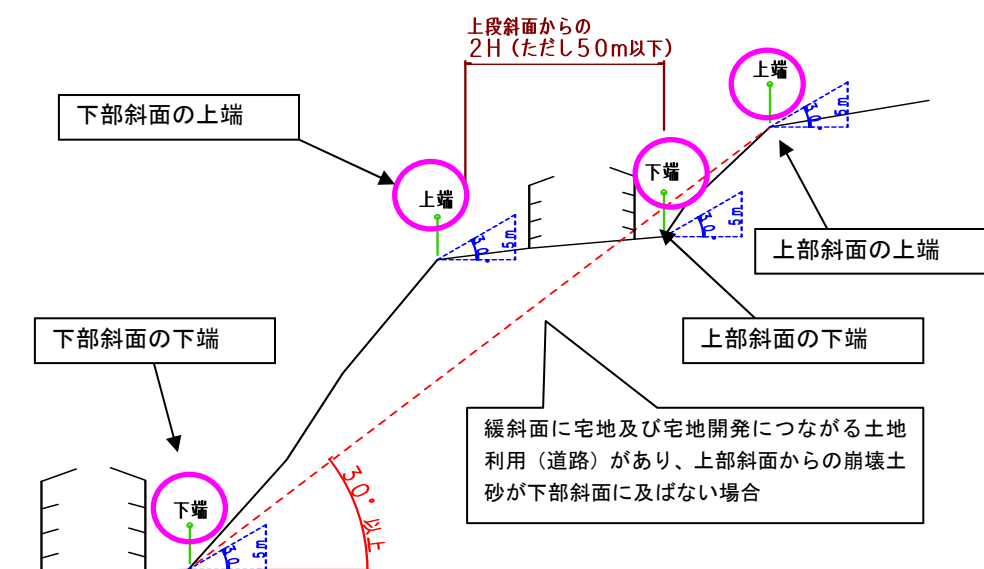 上段斜面からの
2H(ただし50m以下)
上端
30°
5m
下部斜面の上端
下端
上端
30°
5m
30°
5m
上部斜面の上端
下部斜面の下端
上部斜面の下端
緩斜面に宅地及び宅地開発につながる土地
利用（道路）があり、上部斜面からの崩壊土
砂が下部斜面に及ばない場合
下端
30°以上
30°
5m